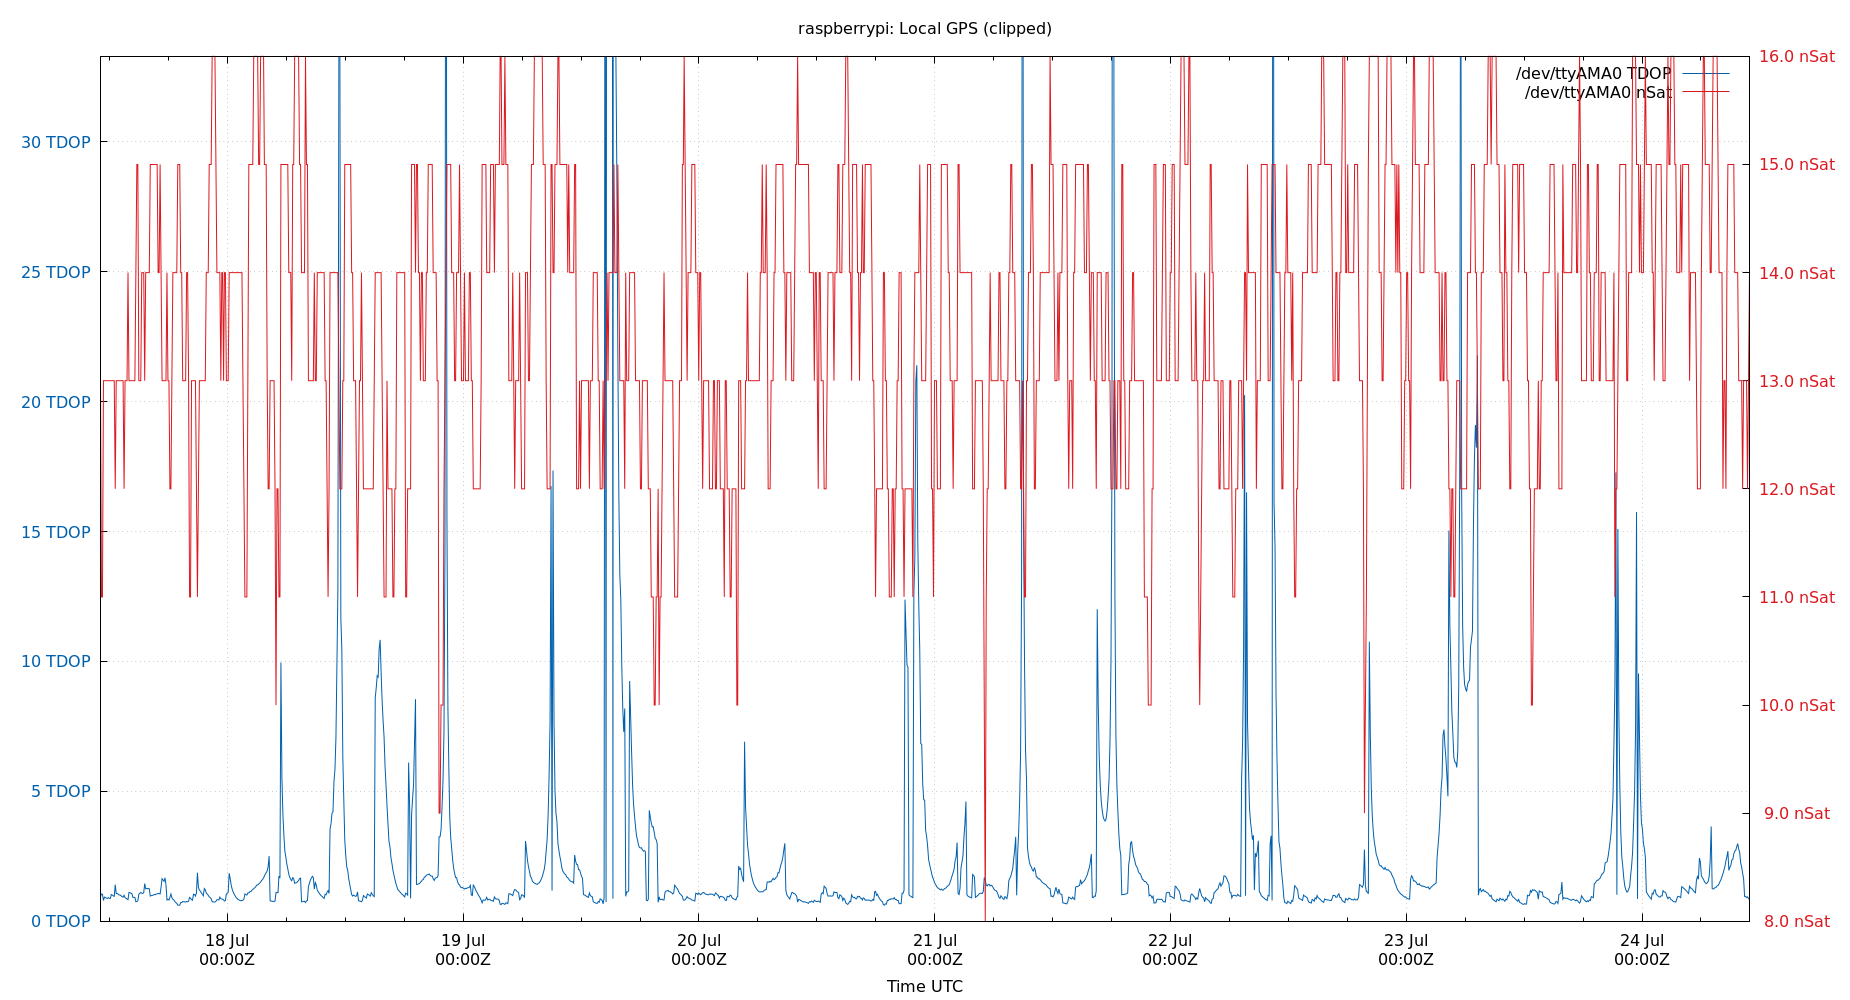 raspberrypi: Local GPS (clipped)
/dev/ttyAMA0 TDOP
/dev/ttyAMA0 nSat
30 TDOP
25 TDOP
20 TDOP
15 TDOP
10 TDOP
5 TDOP
0 TDOP
16.0 nSat
15.0 nSat
14.0 nSat
13.0 nSat
12.0 nSat
11.0 nSat
10.0 nSat
9.0 nSat
8.0 nSat
18 Jul 19 Jul 20 Jul 21 Jul 22 Jul 23 Jul 24 Jul
00:00Z 00:00Z 00:00Z 00:00Z 00:00Z 00:00Z 00:00Z
Time UTC